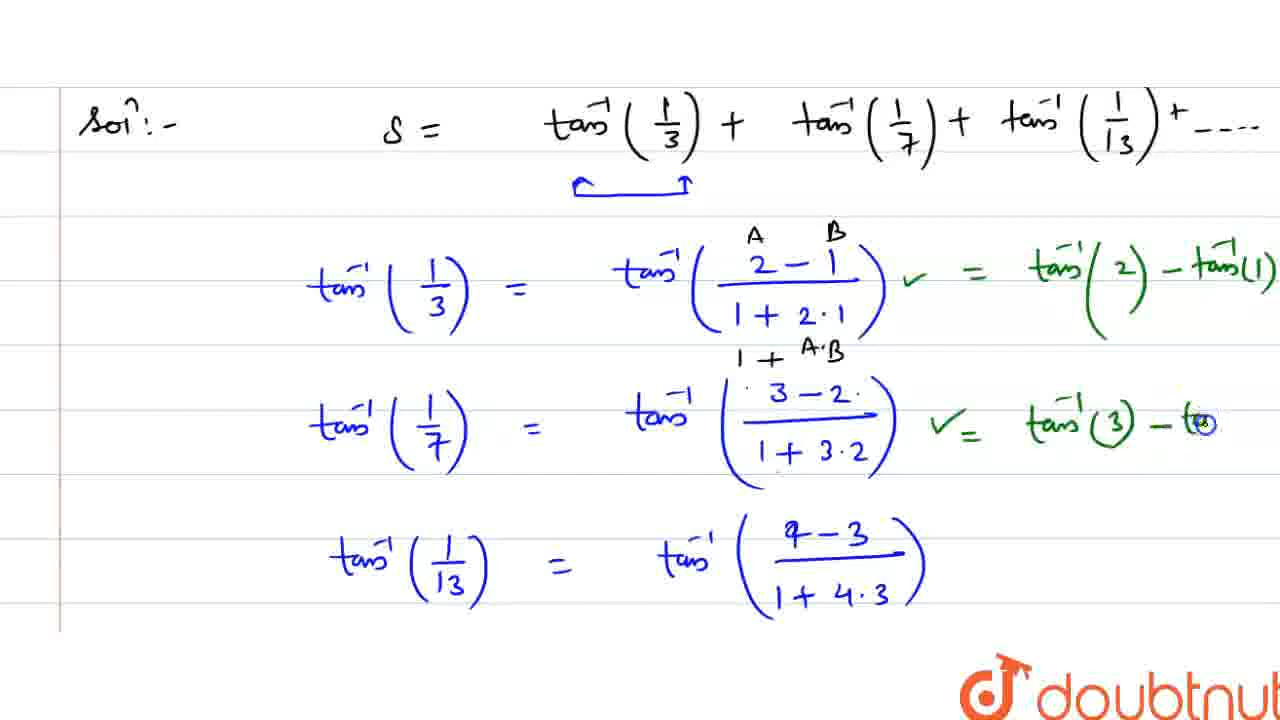 Sol :-  S = tan⁻¹(1/3) + tan⁻¹(1/7) + tan⁻¹(1/13) + ----
A B
tan⁻¹(1/3) = tan⁻¹((2-1)/(1+2·1)) ✓ = tan⁻¹(2) - tan⁻¹(1)
1 + A·B
tan⁻¹(1/7) = tan⁻¹((3-2)/(1+3·2)) ✓ = tan⁻¹(3) -
tan⁻¹(1/13) = tan⁻¹((4-3)/(1+4·3))
doubtnut